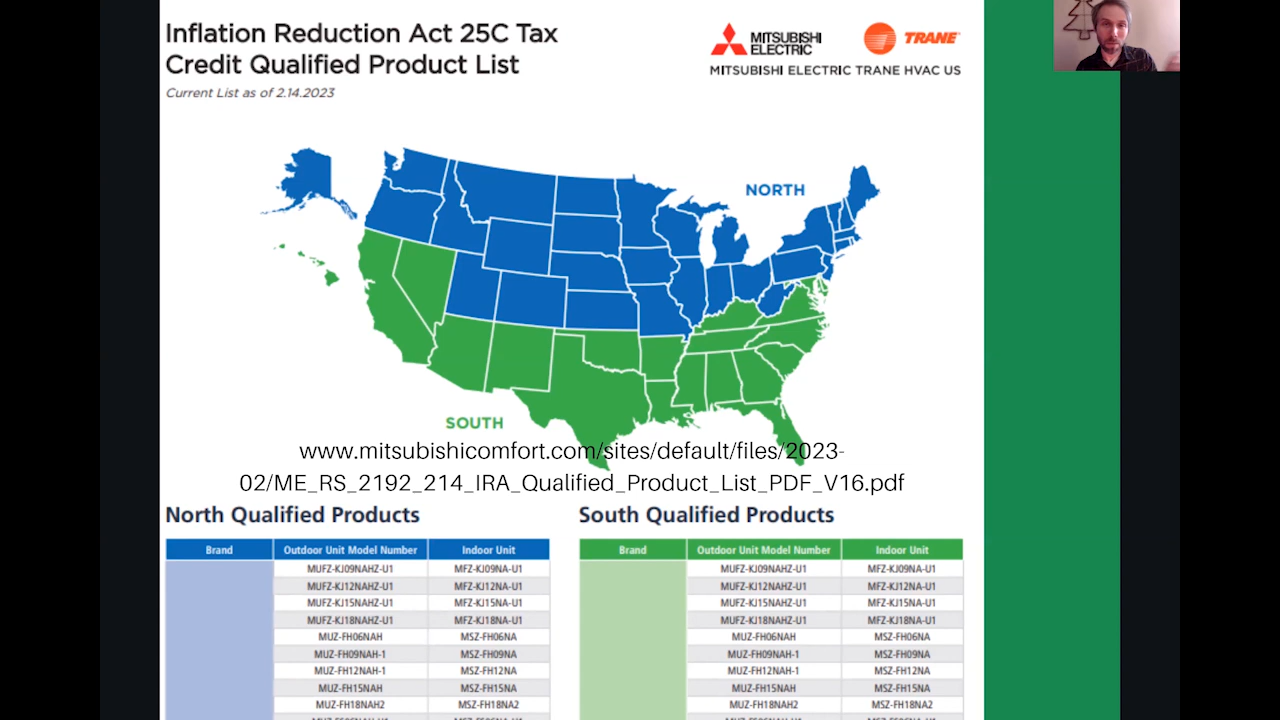 Inflation Reduction Act 25C Tax
Credit Qualified Product List
Current List as of 2.14.2023
MITSUBISHI
ELECTRIC
TRANE
MITSUBISHI ELECTRIC TRANE HVAC US
NORTH
SOUTH
www.mitsubishicomfort.com/sites/default/files/2023-
02/ME_RS_2192_214_IRA_Qualified_Product_List_PDF_V16.pdf
North Qualified Products
Brand Outdoor Unit Model Number Indoor Unit
MUFZ-KJ09NAHZ-U1 MFZ-KJ09NA-U1
MUFZ-KJ12NAHZ-U1 MFZ-KJ12NA-U1
MUFZ-KJ15NAHZ-U1 MFZ-KJ15NA-U1
MUFZ-KJ18NAHZ-U1 MFZ-KJ18NA-U1
MUZ-FH06NAH MSZ-FH06NA
MUZ-FH09NAH-1 MSZ-FH09NA
MUZ-FH12NAH-1 MSZ-FH12NA
MUZ-FH15NAH MSZ-FH15NA
MUZ-FH18NAH2 MSZ-FH18NA2
South Qualified Products
Brand Outdoor Unit Model Number Indoor Unit
MUFZ-KJ09NAHZ-U1 MFZ-KJ09NA-U1
MUFZ-KJ12NAHZ-U1 MFZ-KJ12NA-U1
MUFZ-KJ15NAHZ-U1 MFZ-KJ15NA-U1
MUFZ-KJ18NAHZ-U1 MFZ-KJ18NA-U1
MUZ-FH06NAH MSZ-FH06NA
MUZ-FH09NAH-1 MSZ-FH09NA
MUZ-FH12NAH-1 MSZ-FH12NA
MUZ-FH15NAH MSZ-FH15NA
MUZ-FH18NAH2 MSZ-FH18NA2